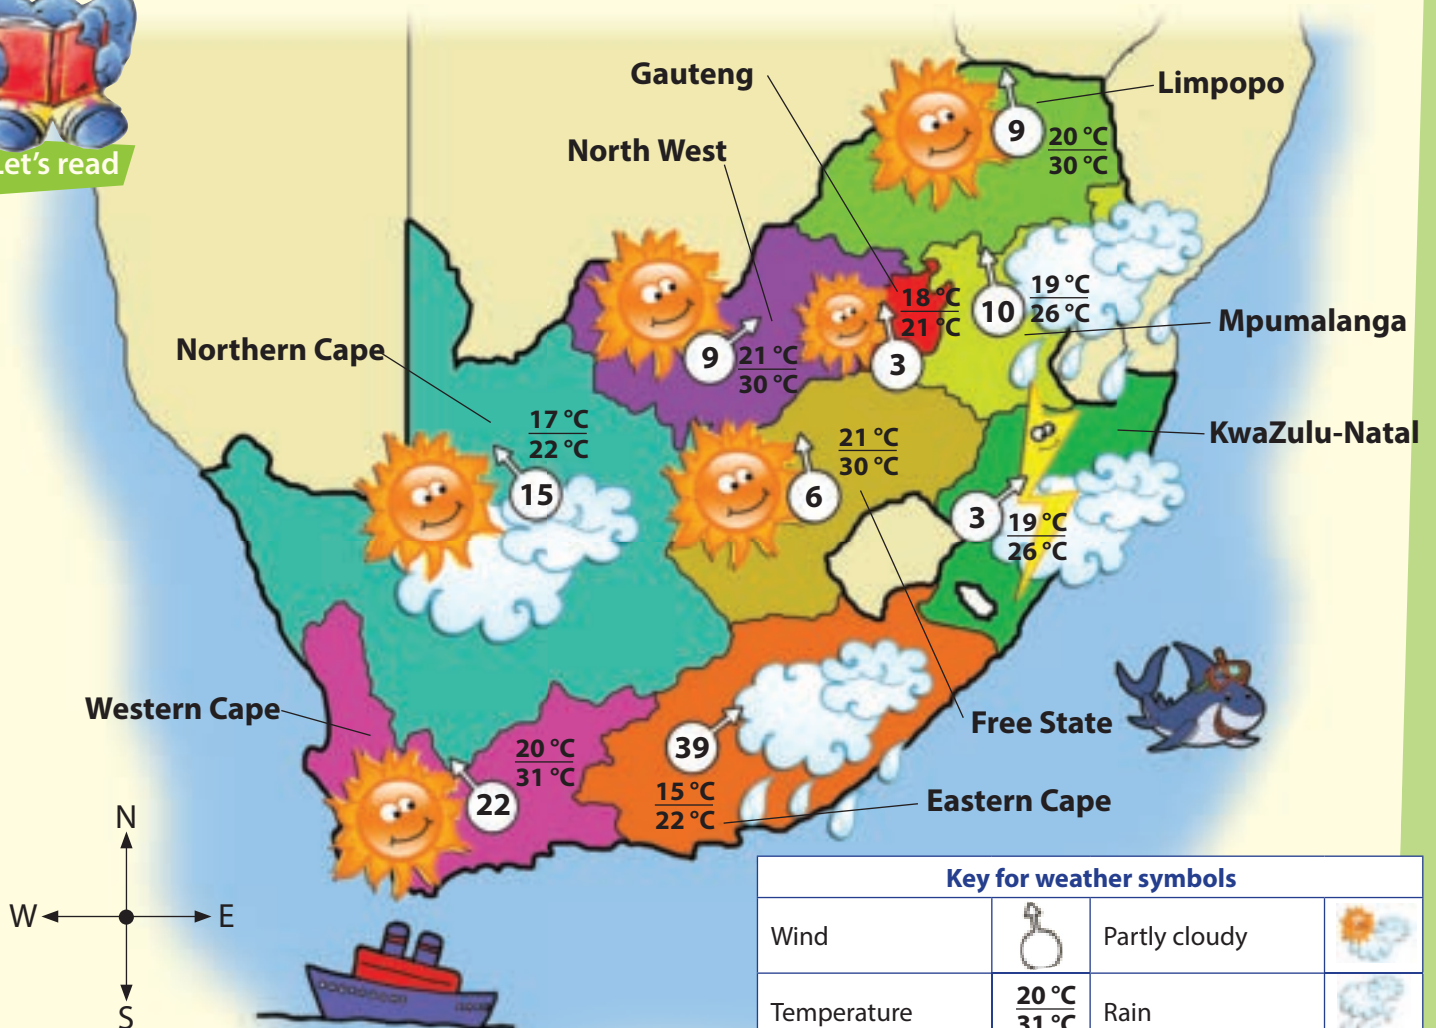 Let's read
Gauteng
Limpopo
9
20 °C
30 °C
North West
18 °C
21 °C
10
19 °C
26 °C
Mpumalanga
Northern Cape
9
21 °C
30 °C
3
17 °C
22 °C
15
21 °C
30 °C
6
KwaZulu-Natal
3
19 °C
26 °C
Western Cape
20 °C
31 °C
22
39
15 °C
22 °C
Free State
Eastern Cape
N
W
E
S
Key for weather symbols
Wind
Partly cloudy
Temperature
20 °C
31 °C
Rain